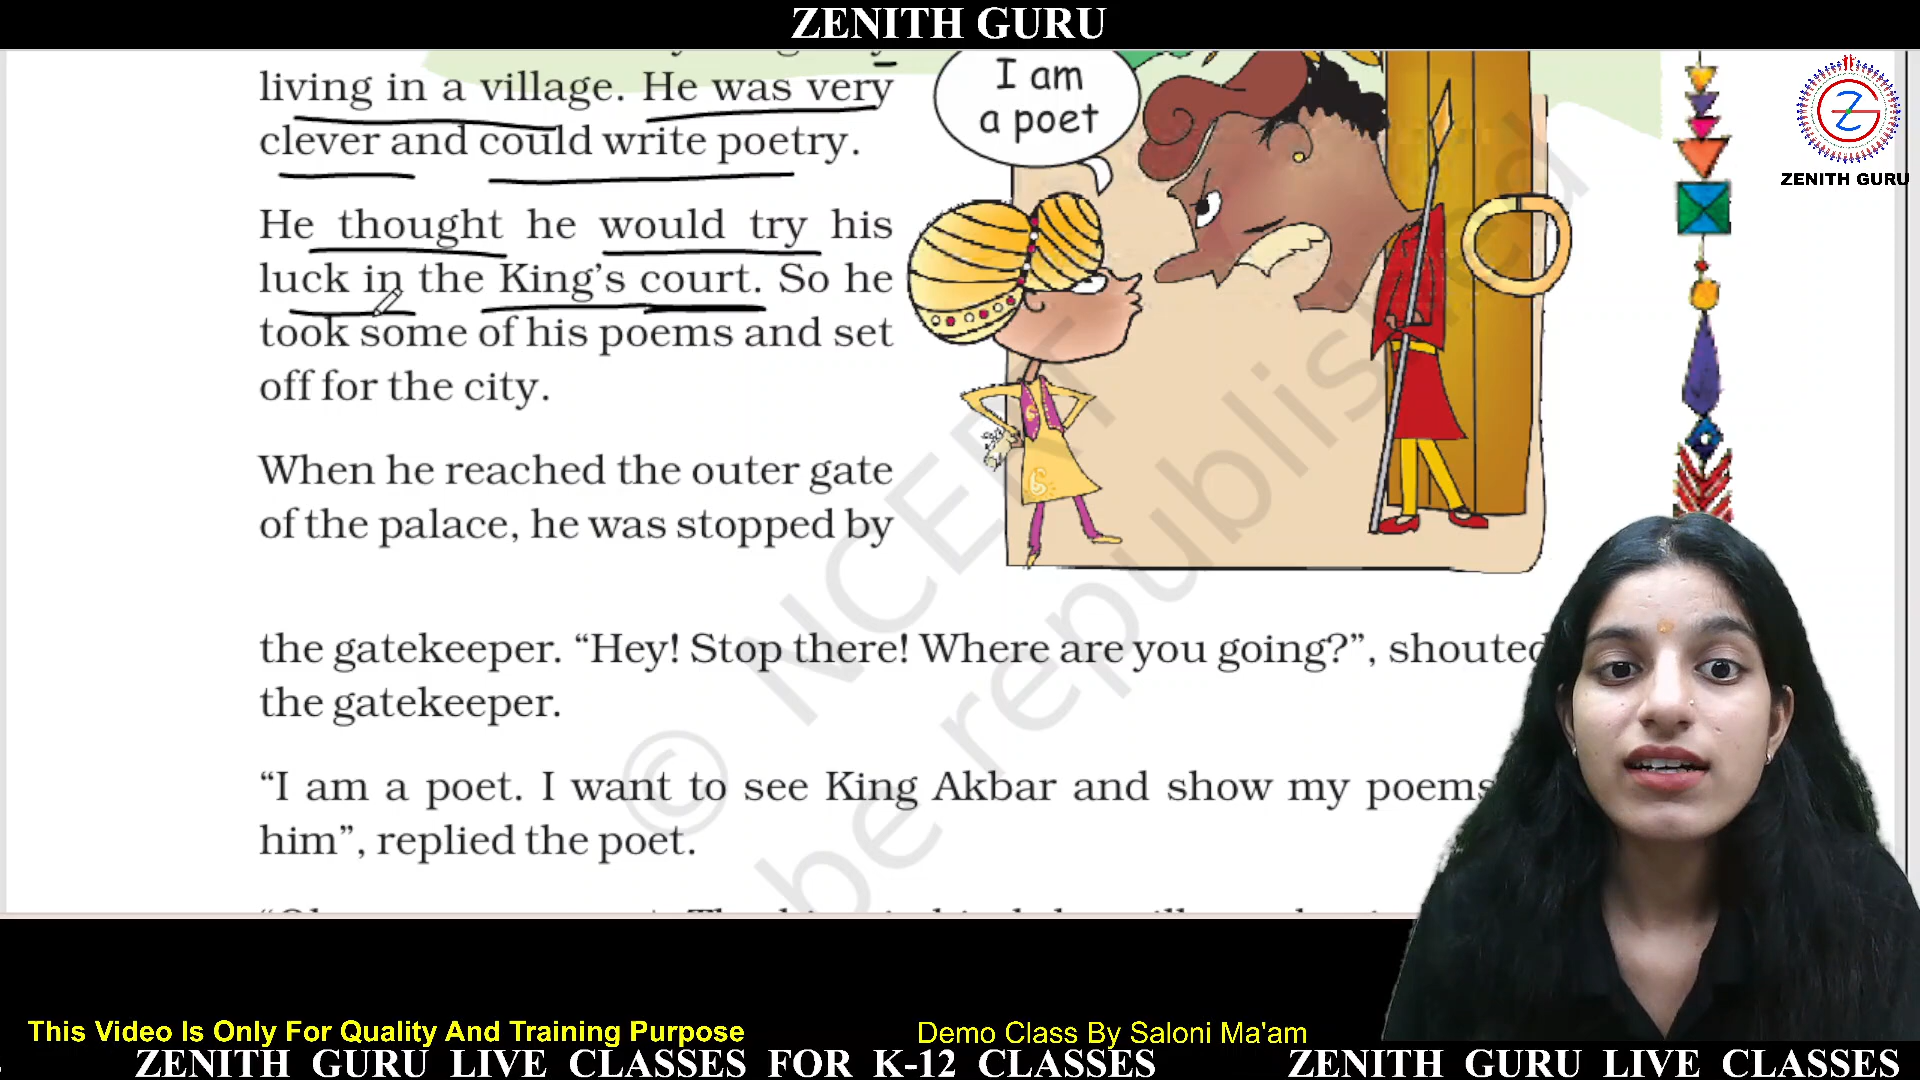 ZENITH GURU
living in a village. He was very
clever and could write poetry.
He thought he would try his
luck in the King’s court. So he
took some of his poems and set
off for the city.
When he reached the outer gate
of the palace, he was stopped by
the gatekeeper. “Hey! Stop there! Where are you going?”, shouted
the gatekeeper.
“I am a poet. I want to see King Akbar and show my poems
him”, replied the poet.
I am
a poet
© NCERT
be republished
ZENITH GURU
This Video Is Only For Quality And Training Purpose
Demo Class By Saloni Ma'am
ZENITH GURU LIVE CLASSES FOR K-12 CLASSES
ZENITH GURU LIVE CLASSES